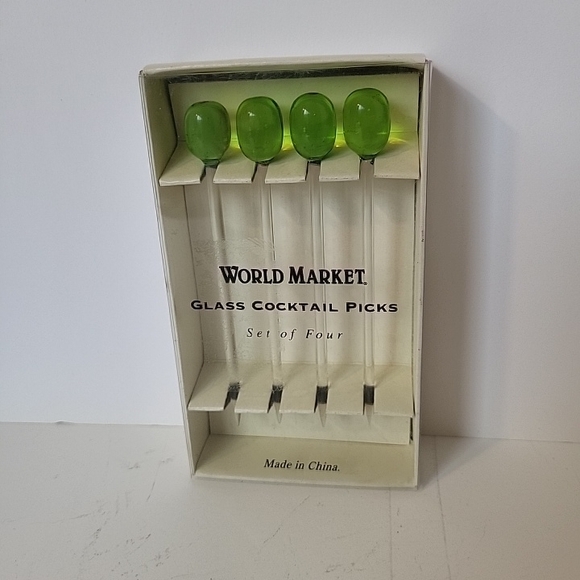 WORLD MARKET.
GLASS COCKTAIL PICKS
Set of Four
Made in China.